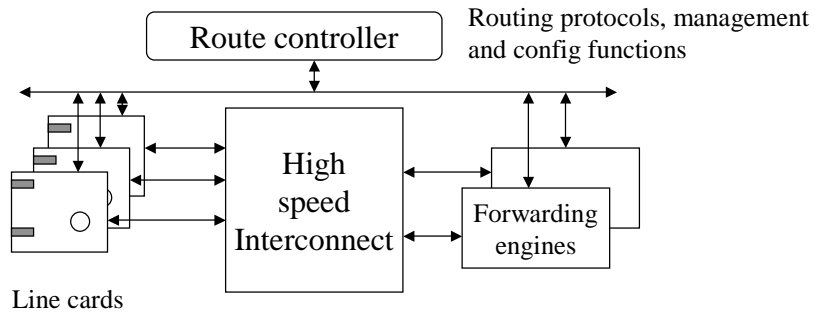 Route controller
Routing protocols, management
and config functions
High
speed
Interconnect
Forwarding
engines
Line cards